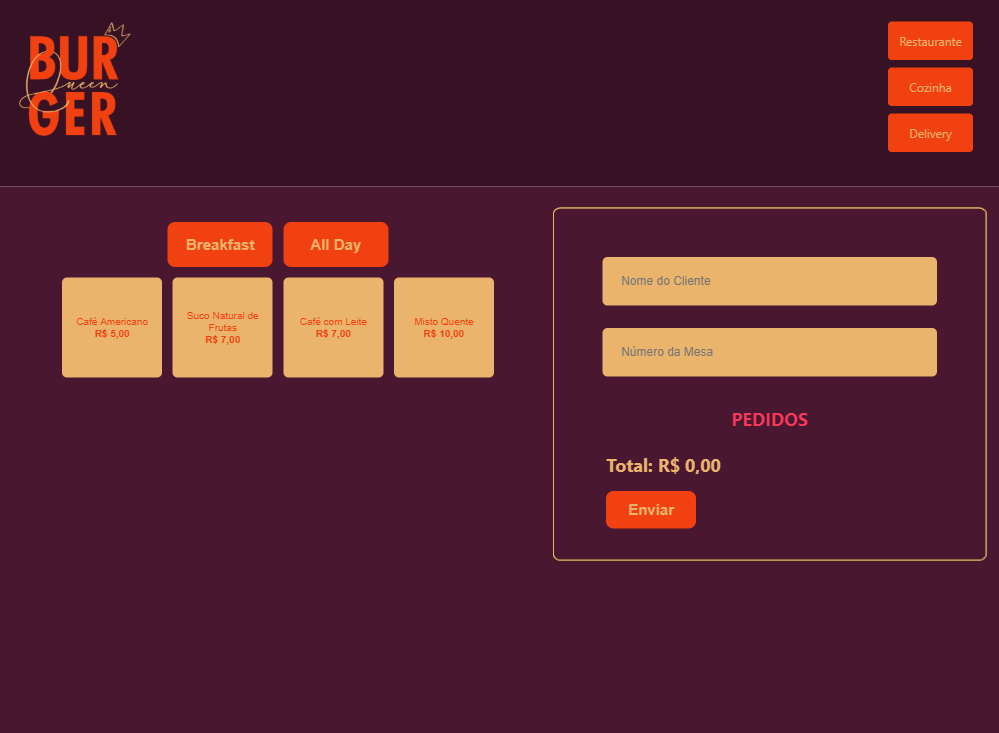 BUR
Queen
GER
Restaurante
Cozinha
Delivery
Breakfast
All Day
Café Americano
R$ 5,00
Suco Natural de
Frutas
R$ 7,00
Café com Leite
R$ 7,00
Misto Quente
R$ 10,00
Nome do Cliente
Número da Mesa
PEDIDOS
Total: R$ 0,00
Enviar